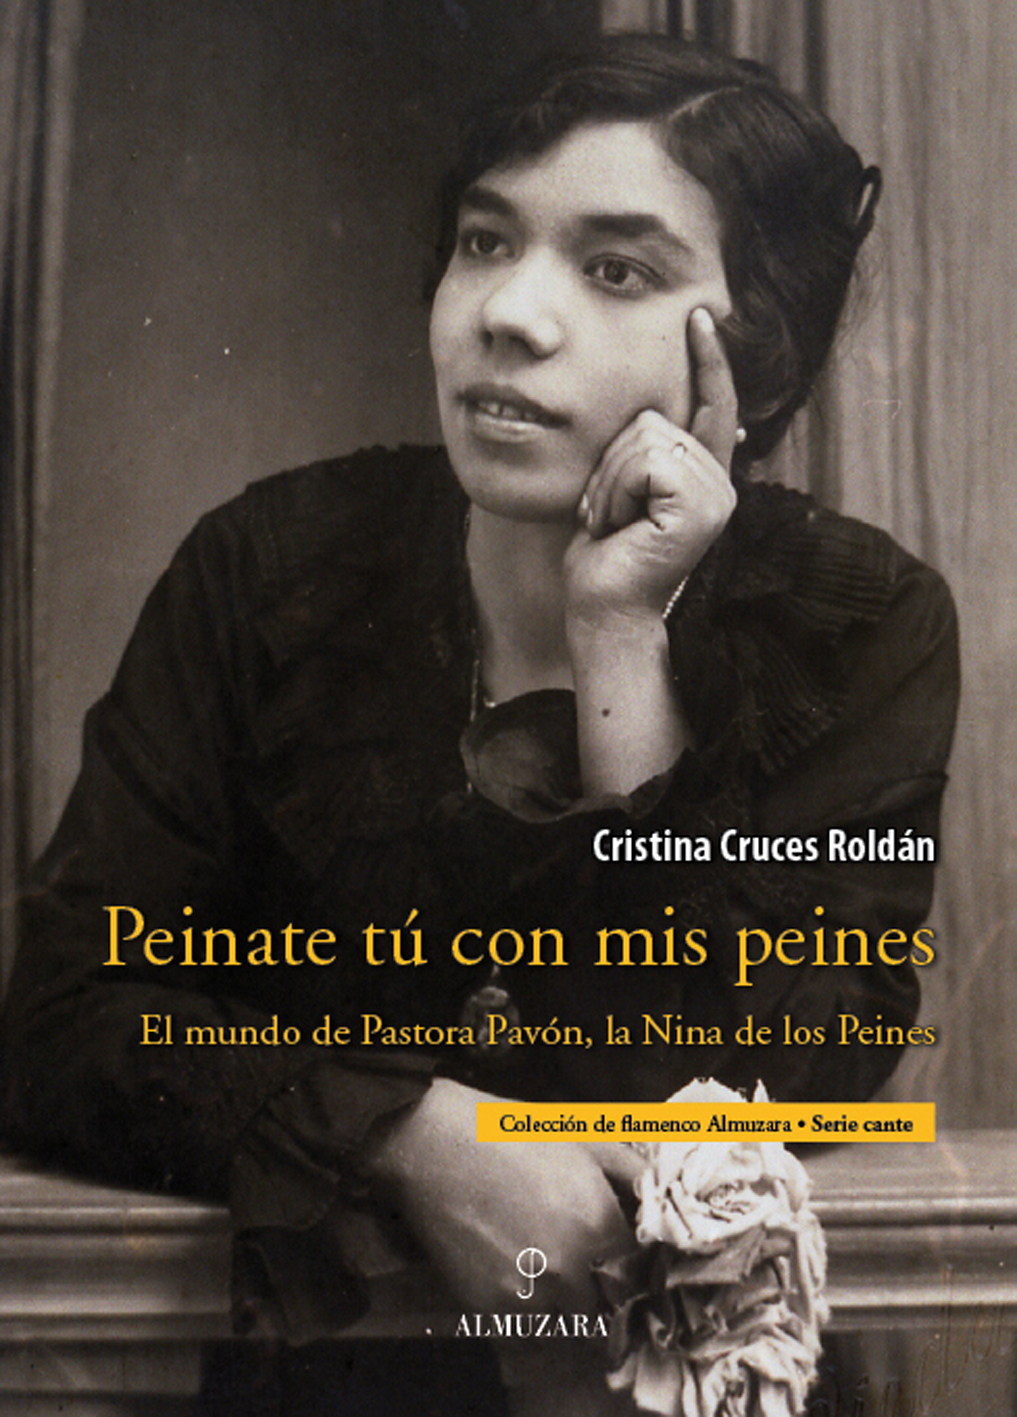 Cristina Cruces Roldán
Peinate tú con mis peines
El mundo de Pastora Pavón, la Nina de los Peines
Colección de flamenco Almuzara • Serie cante
ALMUZARA